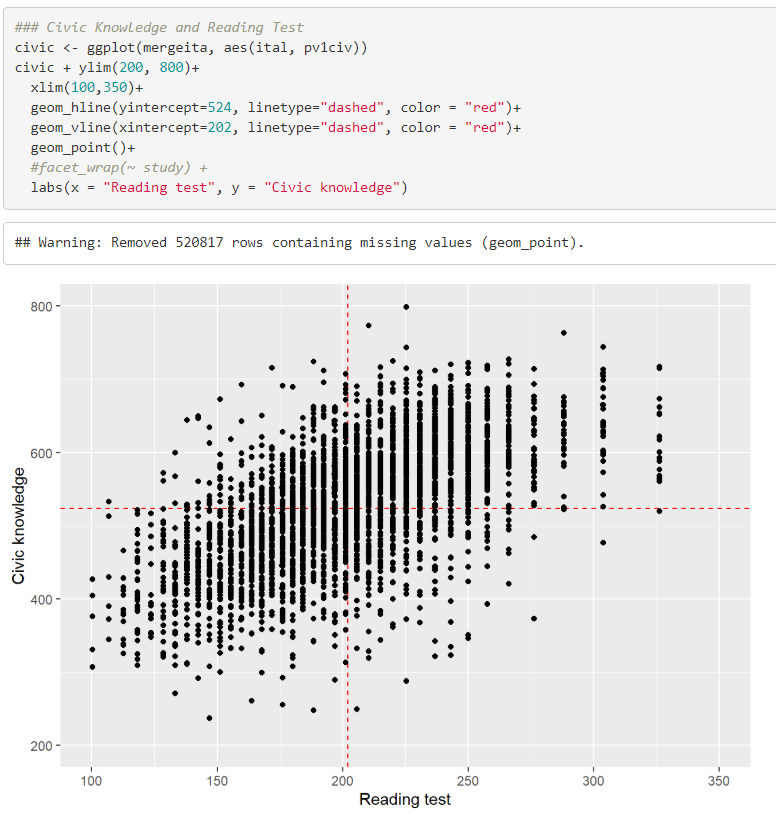 ### Civic Knowledge and Reading Test
civic <- ggplot(mergeita, aes(ital, pv1civ))
civic + ylim(200, 800)+
  xlim(100,350)+
  geom_hline(yintercept=524, linetype="dashed", color = "red")+
  geom_vline(xintercept=202, linetype="dashed", color = "red")+
  geom_point()+
  #facet_wrap(~ study) +
  labs(x = "Reading test", y = "Civic knowledge")
## Warning: Removed 520817 rows containing missing values (geom_point).
800
600
400
200
Civic knowledge
100 150 200 250 300 350
Reading test